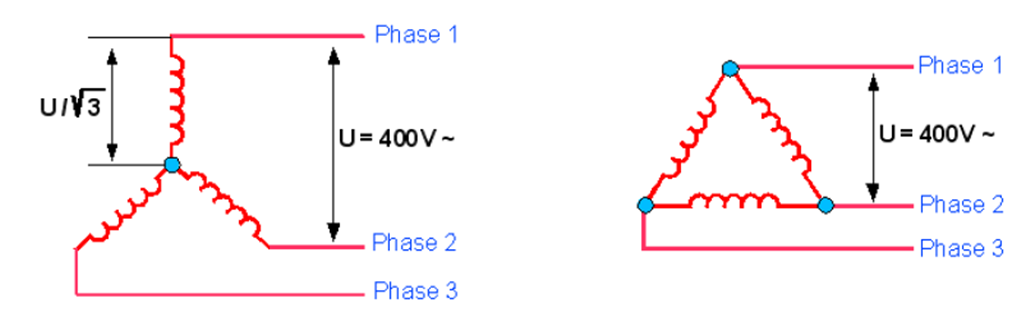 Phase 1
U/√3
U = 400V ~
Phase 2
Phase 3
Phase 1
U = 400V ~
Phase 2
Phase 3